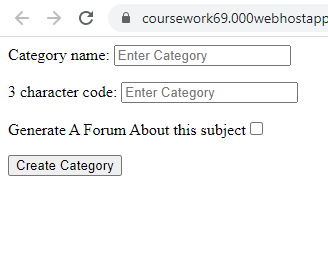 coursework69.000webhostapp
Category name: Enter Category
3 character code: Enter Category
Generate A Forum About this subject
Create Category